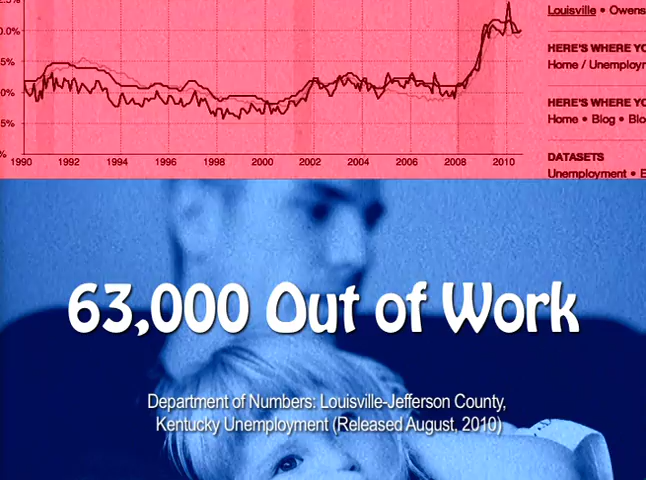 Louisville • Owens
0.0%
HERE'S WHERE YO
Home / Unemployn
5%
0%
HERE'S WHERE YO
Home • Blog • Blo
5%
%
DATASETS
1990 1992 1994 1996 1998 2000 2002 2004 2006 2008 2010
Unemployment • E
63,000 Out of Work
Department of Numbers: Louisville-Jefferson County,
Kentucky Unemployment (Released August, 2010)